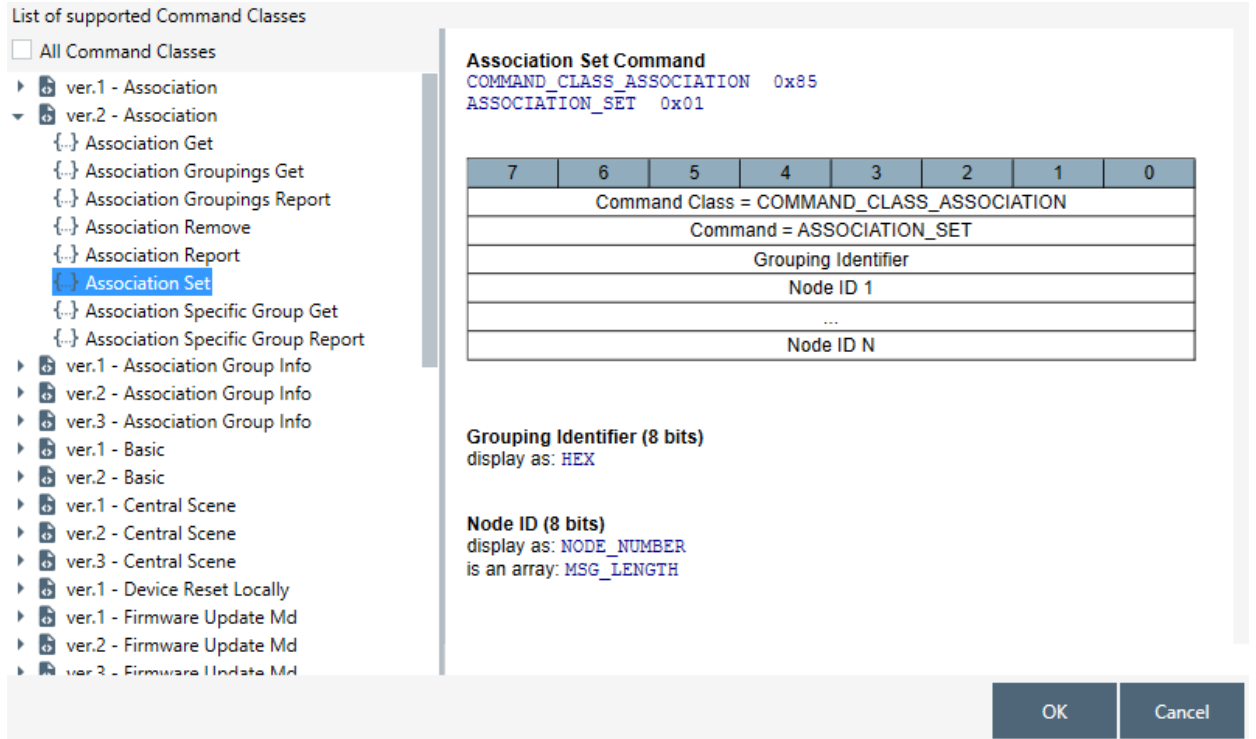 List of supported Command Classes
All Command Classes
ver.1 - Association
ver.2 - Association
{...} Association Get
{...} Association Groupings Get
{...} Association Groupings Report
{...} Association Remove
{...} Association Report
{...} Association Set
{...} Association Specific Group Get
{...} Association Specific Group Report
ver.1 - Association Group Info
ver.2 - Association Group Info
ver.3 - Association Group Info
ver.1 - Basic
ver.2 - Basic
ver.1 - Central Scene
ver.2 - Central Scene
ver.3 - Central Scene
ver.1 - Device Reset Locally
ver.1 - Firmware Update Md
ver.2 - Firmware Update Md
ver.3 - Firmware Update Md
Association Set Command
COMMAND_CLASS_ASSOCIATION 0x85
ASSOCIATION_SET 0x01
7 6 5 4 3 2 1 0
Command Class = COMMAND_CLASS_ASSOCIATION
Command = ASSOCIATION_SET
Grouping Identifier
Node ID 1
...
Node ID N
Grouping Identifier (8 bits)
display as: HEX
Node ID (8 bits)
display as: NODE_NUMBER
is an array: MSG_LENGTH
OK Cancel